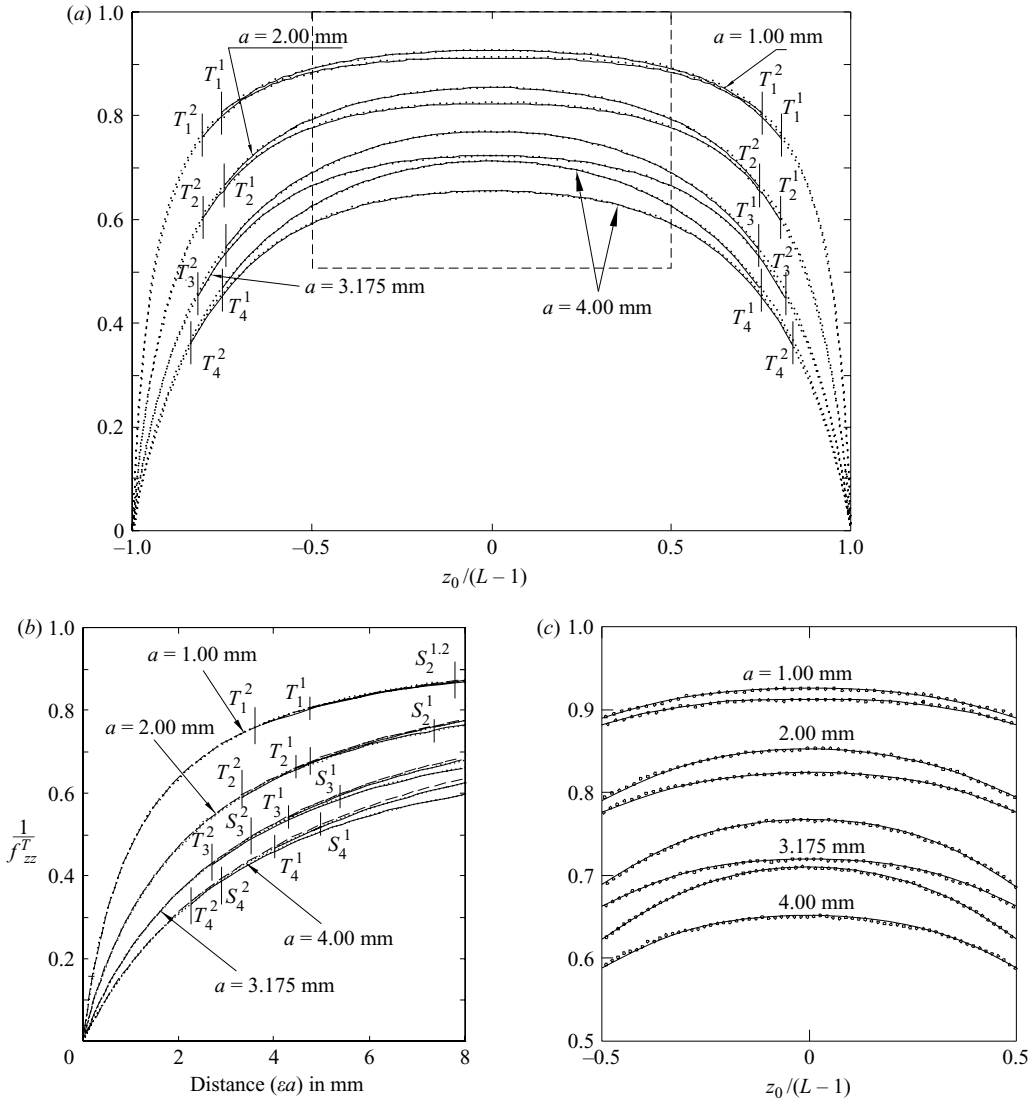 (a)
1.0
0.8
0.6
0.4
0.2
0
a = 2.00 mm
a = 1.00 mm
T_1^1
T_1^2
T_1^2
T_1^1
T_2^2
T_2^1
T_2^2
T_2^1
T_3^2
T_3^1
T_3^2
a = 3.175 mm
a = 4.00 mm
T_4^1
T_4^1
T_4^2
T_4^2
–1.0
–0.5
0
0.5
1.0
z_0/(L – 1)
(b)
1.0
0.8
0.6
0.4
0.2
1/f_{zz}^T
a = 1.00 mm
T_1^2
T_1^1
S_2^{1.2}
a = 2.00 mm
S_2^1
T_2^2
T_2^1
S_3^1
T_3^2
S_3^2
T_3^1
T_4^2
S_4^2
T_4^1
S_4^1
a = 4.00 mm
a = 3.175 mm
0
2
4
6
8
Distance (εa) in mm
(c)
1.0
0.9
0.8
0.7
0.6
0.5
a = 1.00 mm
2.00 mm
3.175 mm
4.00 mm
–0.5
0
0.5
z_0/(L – 1)